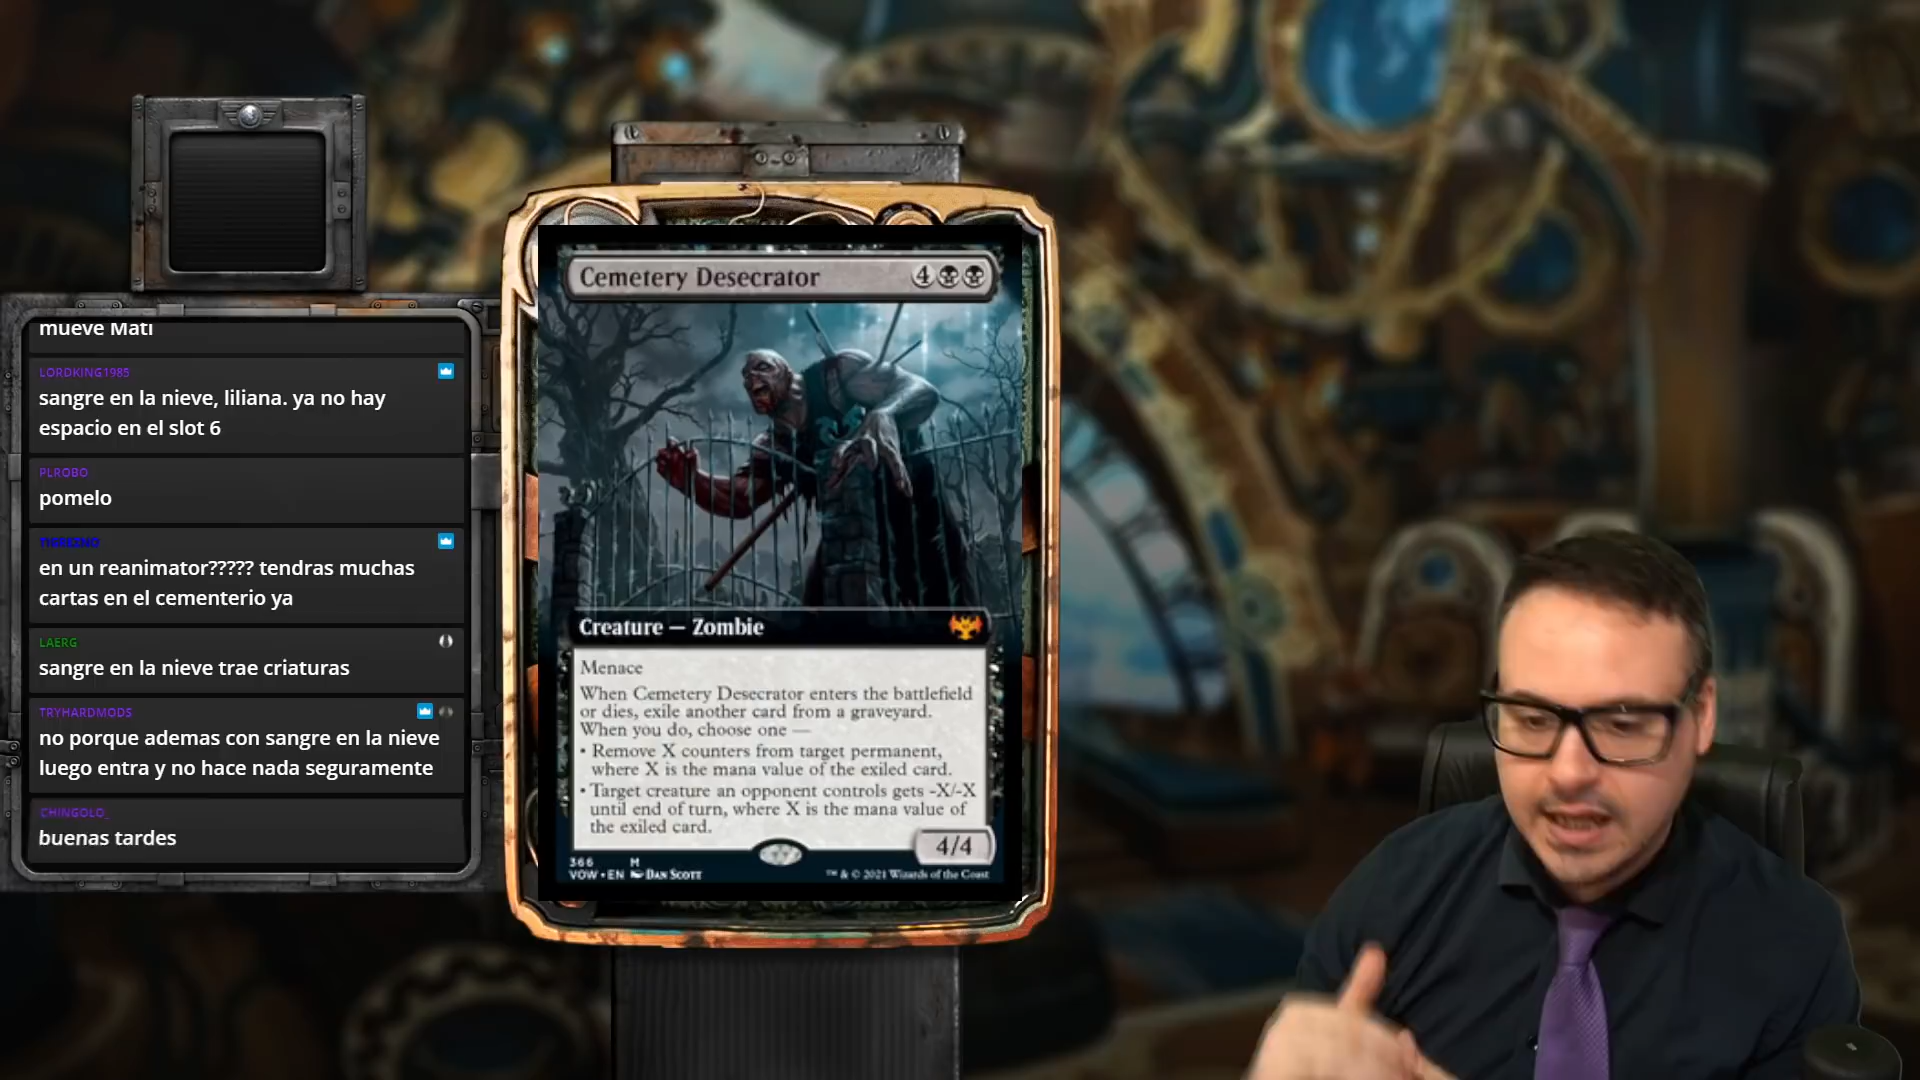 mueve Mati
LORDKING1985
sangre en la nieve, liliana. ya no hay
espacio en el slot 6
PLROBO
pomelo
en un reanimator????? tendras muchas
cartas en el cementerio ya
LAERG
sangre en la nieve trae criaturas
TRYHARDMODS
no porque ademas con sangre en la nieve
luego entra y no hace nada seguramente
CHINGOLO_
buenas tardes
Cemetery Desecrator 4
Creature — Zombie
Menace
When Cemetery Desecrator enters the battlefield
or dies, exile another card from a graveyard.
When you do, choose one —
• Remove X counters from target permanent,
where X is the mana value of the exiled card.
• Target creature an opponent controls gets -X/-X
until end of turn, where X is the mana value of
the exiled card.
4/4
366 M
VOW • EN DAN SCOTT
™ & © 2021 Wizards of the Coast